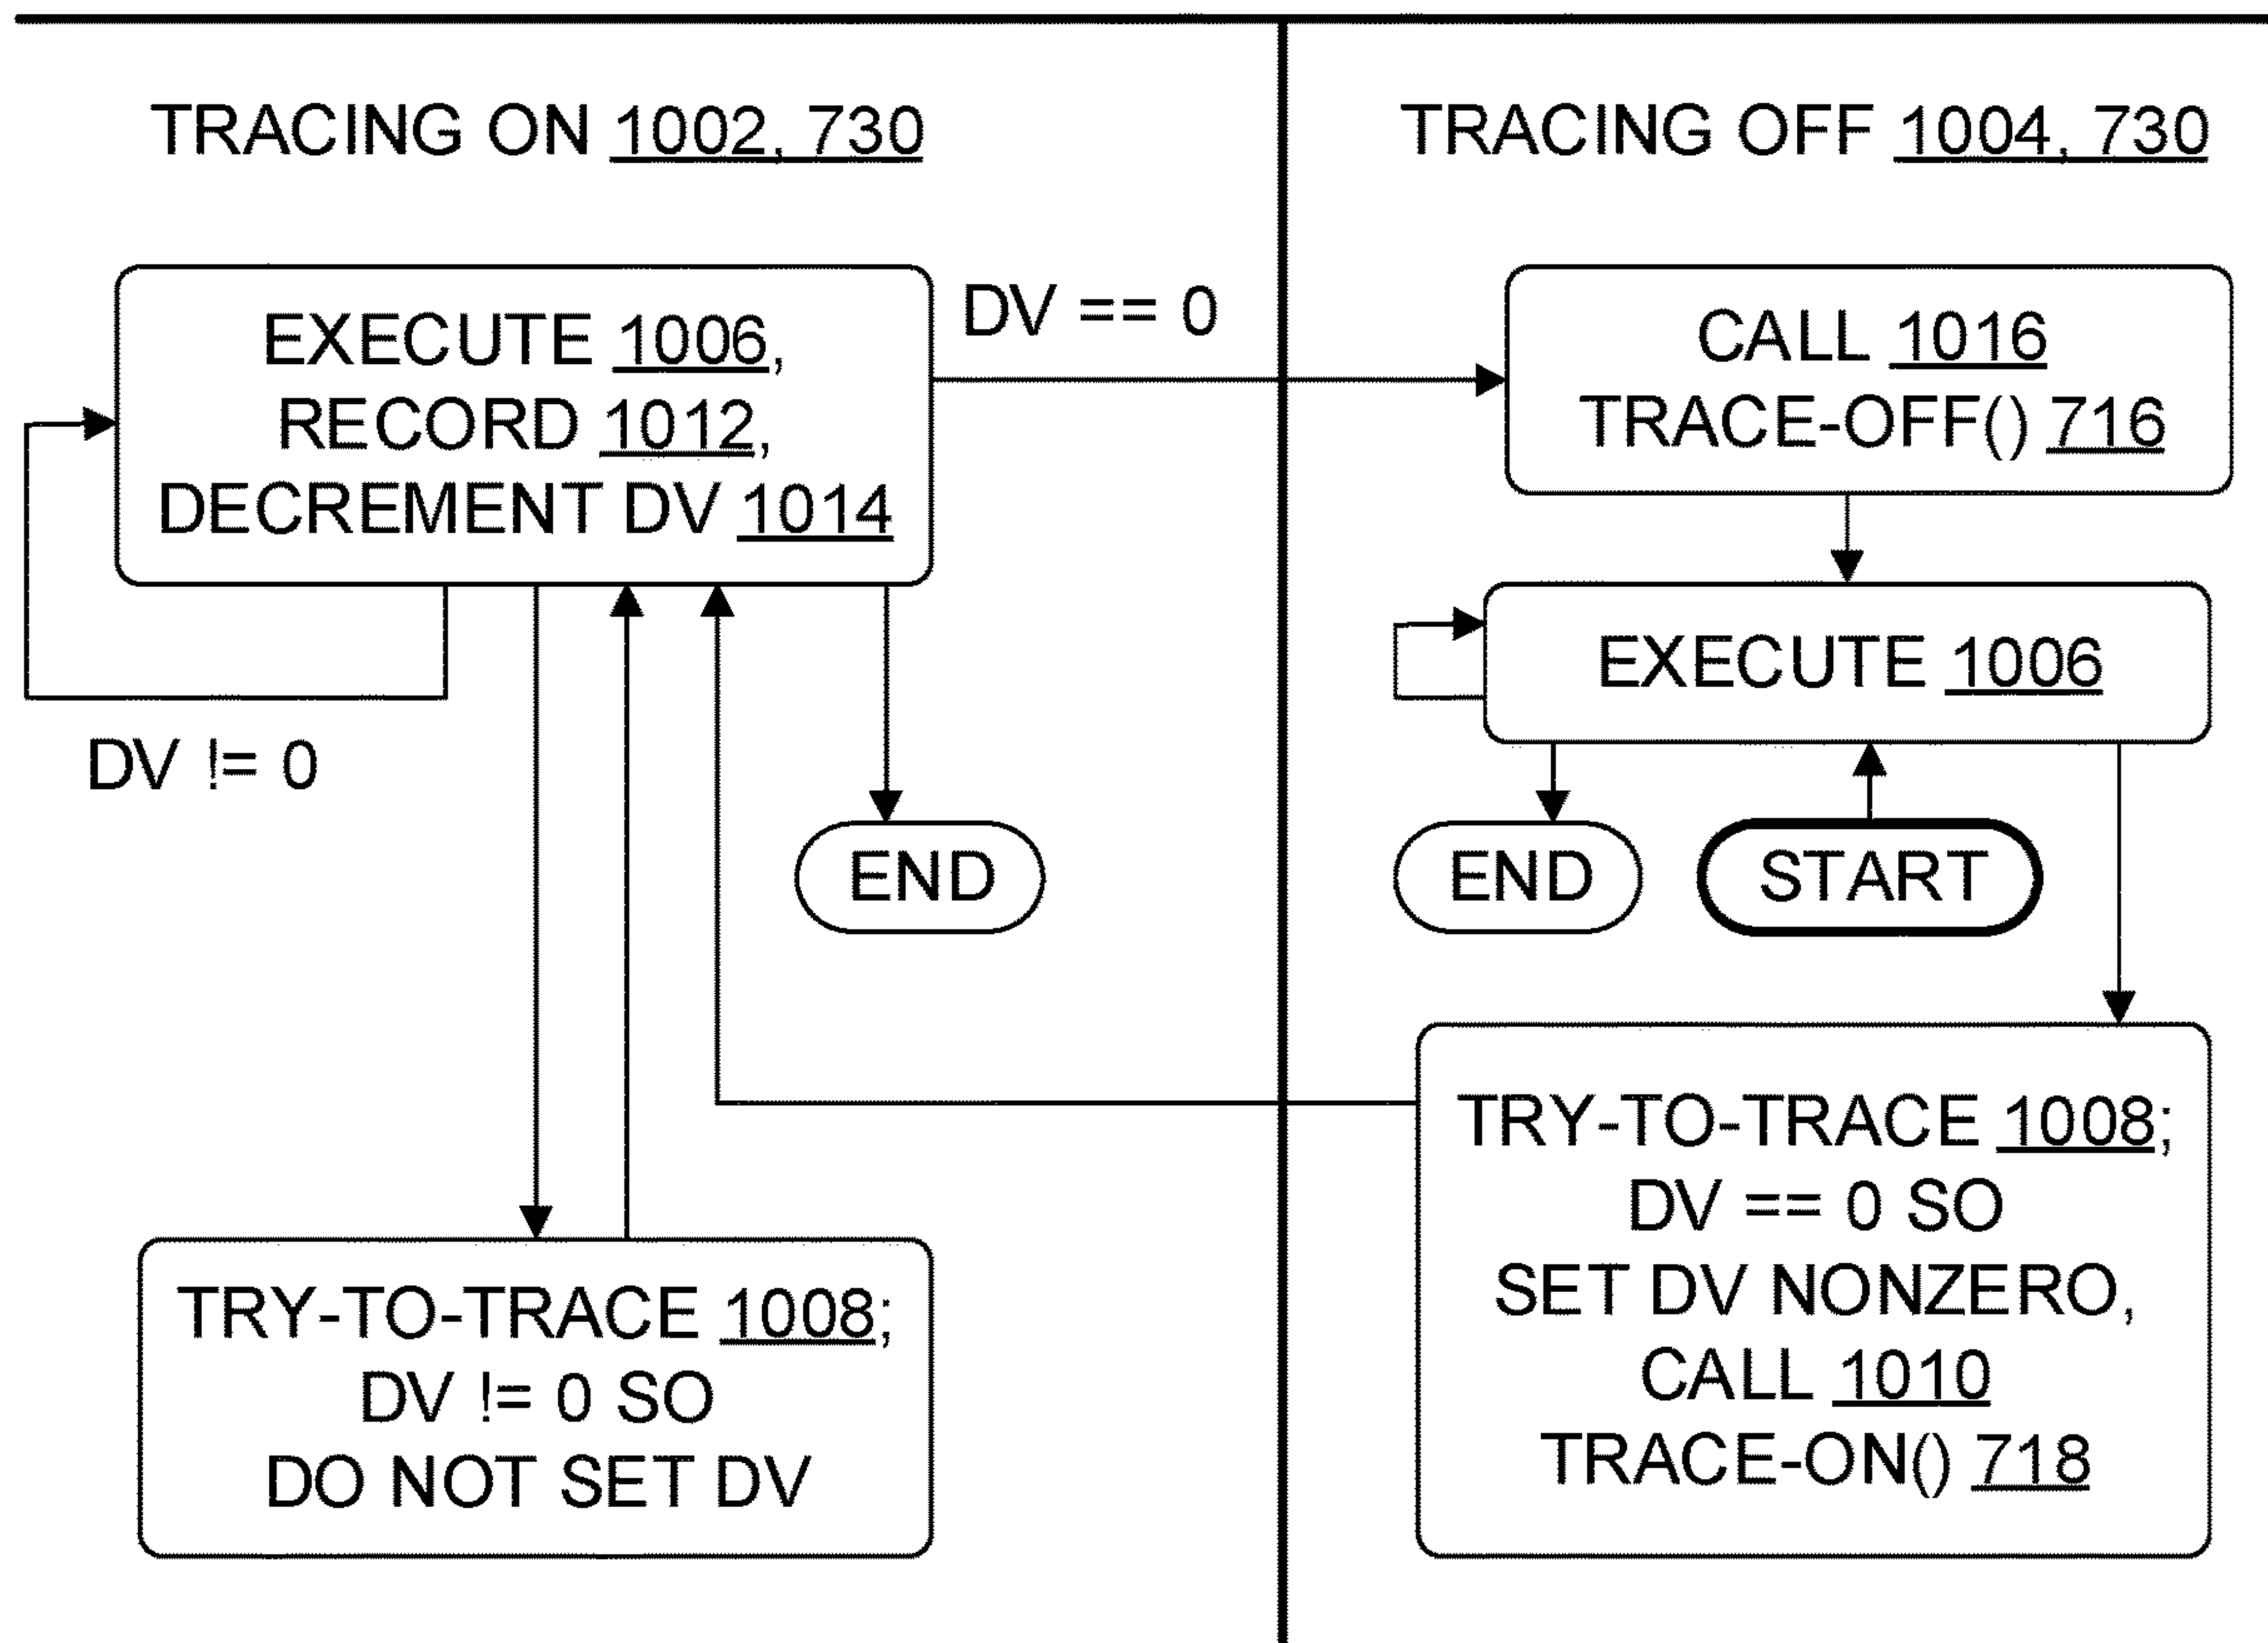 TRACING ON 1002, 730
TRACING OFF 1004, 730
EXECUTE 1006,
RECORD 1012,
DECREMENT DV 1014
DV == 0
CALL 1016
TRACE-OFF() 716
EXECUTE 1006
DV != 0
END
END
START
TRY-TO-TRACE 1008;
DV == 0 SO
SET DV NONZERO,
CALL 1010
TRACE-ON() 718
TRY-TO-TRACE 1008;
DV != 0 SO
DO NOT SET DV